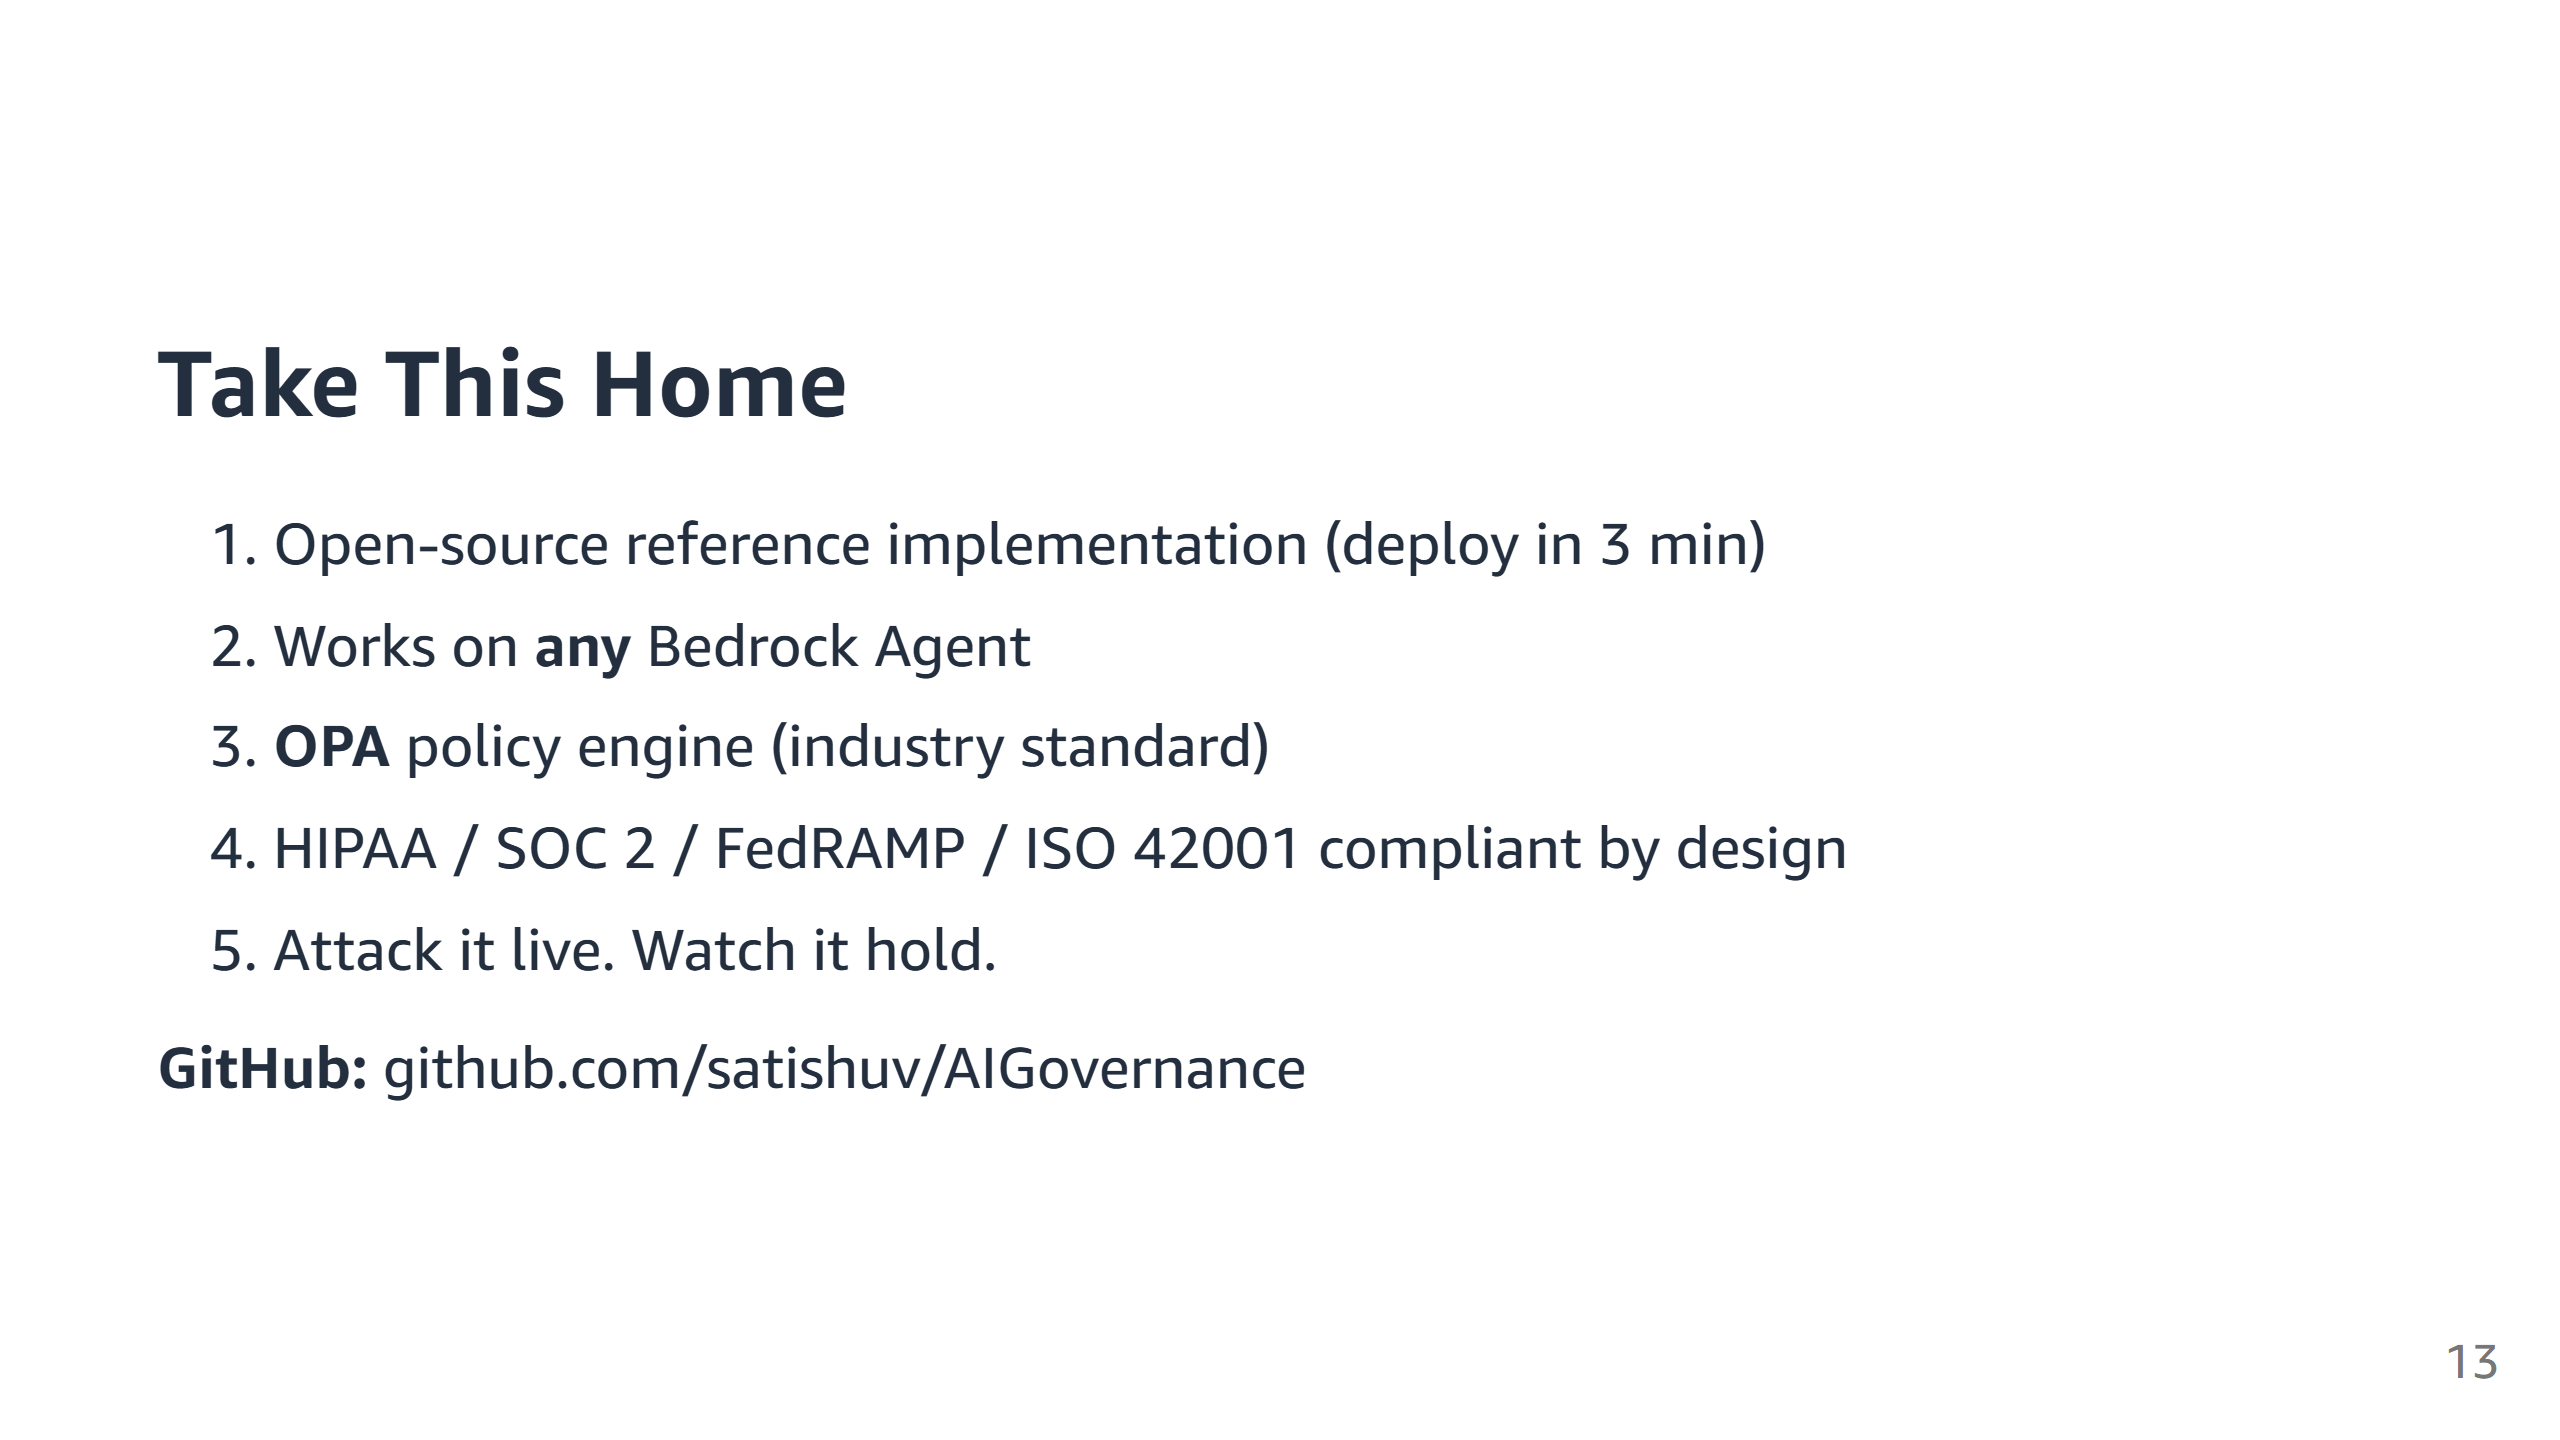 Take This Home
1. Open-source reference implementation (deploy in 3 min)
2. Works on any Bedrock Agent
3. OPA policy engine (industry standard)
4. HIPAA / SOC 2 / FedRAMP / ISO 42001 compliant by design
5. Attack it live. Watch it hold.
GitHub: github.com/satishuv/AIGovernance
13